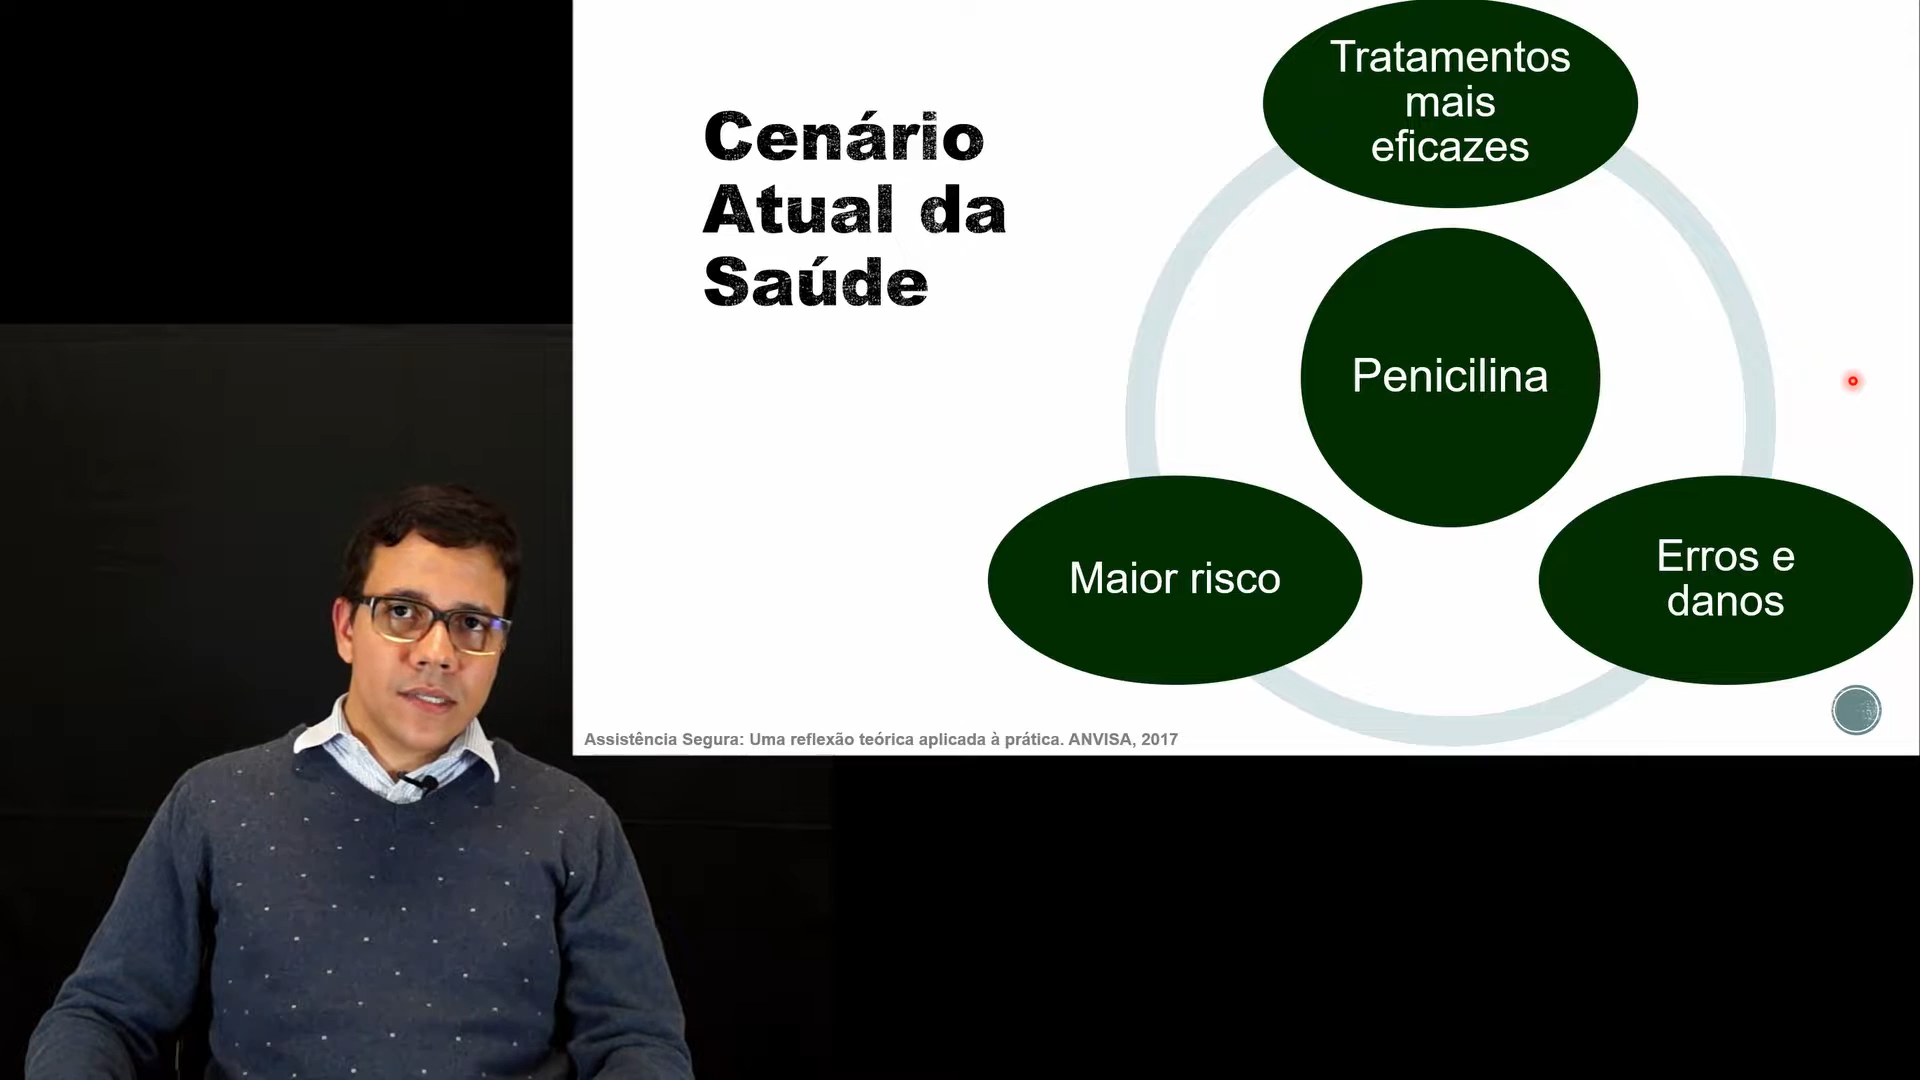 Cenário
Atual da
Saúde
Tratamentos
mais
eficazes
Penicilina
Maior risco
Erros e
danos
Assistência Segura: Uma reflexão teórica aplicada à prática. ANVISA, 2017